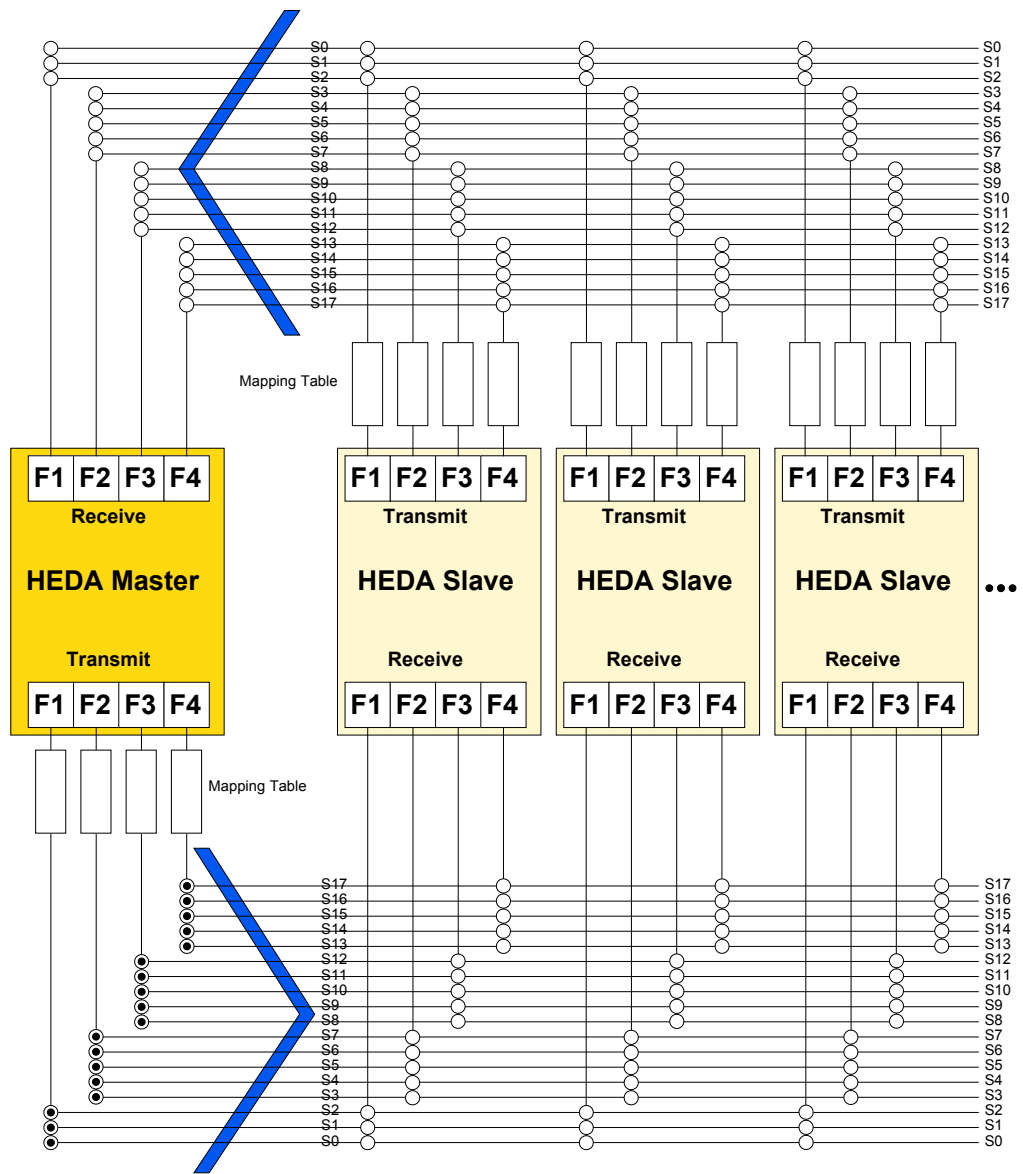 S0 S0
S1 S1
S2 S2
S3 S3
S4 S4
S5 S5
S6 S6
S7 S7
S8 S8
S9 S9
S10 S10
S11 S11
S12 S12
S13 S13
S14 S14
S15 S15
S16 S16
S17 S17
Mapping Table
F1 F2 F3 F4 F1 F2 F3 F4 F1 F2 F3 F4 F1 F2 F3 F4
Receive Transmit Transmit Transmit
HEDA Master HEDA Slave HEDA Slave HEDA Slave ...
Transmit Receive Receive Receive
F1 F2 F3 F4 F1 F2 F3 F4 F1 F2 F3 F4 F1 F2 F3 F4
Mapping Table
S17 S17
S16 S16
S15 S15
S14 S14
S13 S13
S12 S12
S11 S11
S10 S10
S9 S9
S8 S8
S7 S7
S6 S6
S5 S5
S4 S4
S3 S3
S2 S2
S1 S1
S0 S0